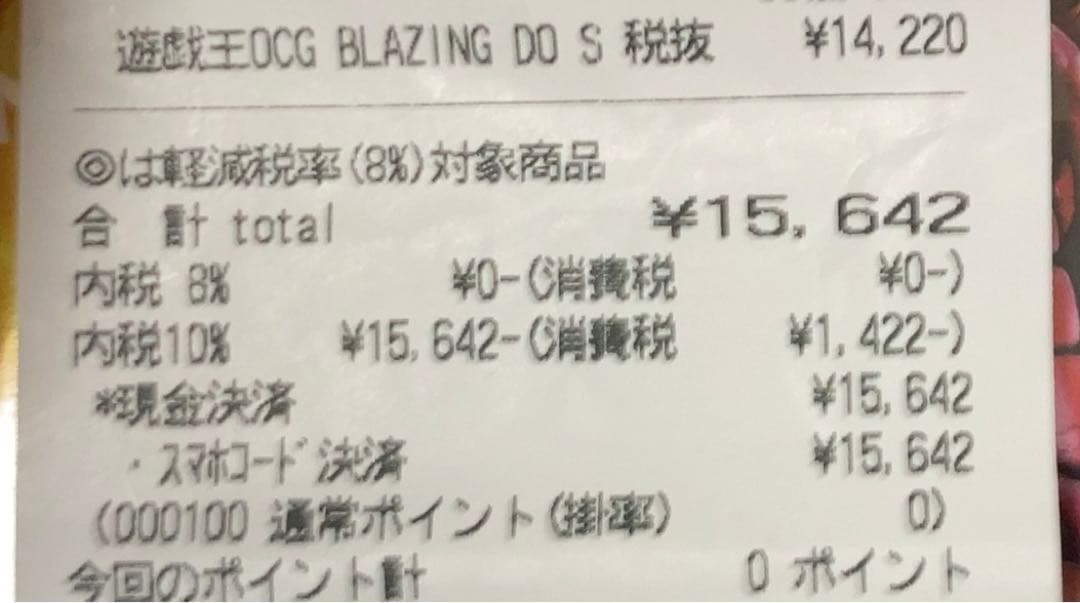 遊戯王OCG BLAZING DO S 税抜 ¥14,220
◎は軽減税率(8%)対象商品
合 計 total ¥15,642
内税 8% ¥0-(消費税 ¥0-)
内税10% ¥15,642-(消費税 ¥1,422-)
*現金決済 ¥15,642
・スマホコード決済 ¥15,642
(000100 通常ポイント(掛率) 0)
今回のポイント計 0 ポイント